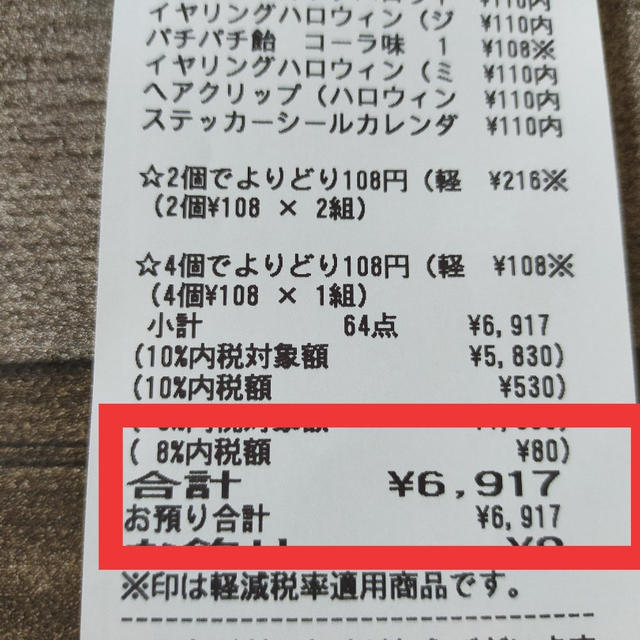 イヤリングハロウィン（ジ ¥110内
パチパチ飴 コーラ味 1 ¥108※
イヤリングハロウィン（ミ ¥110内
ヘアクリップ（ハロウィン ¥110内
ステッカーシールカレンダ ¥110内
☆2個でよりどり108円（軽 ¥216※
(2個¥108 × 2組)
☆4個でよりどり108円（軽 ¥108※
(4個¥108 × 1組)
小計 64点 ¥6,917
(10%内税対象額 ¥5,830)
(10%内税額 ¥530)
( 8%内税額 ¥80)
合計 ¥6,917
お預り合計 ¥6,917
※印は軽減税率適用商品です。